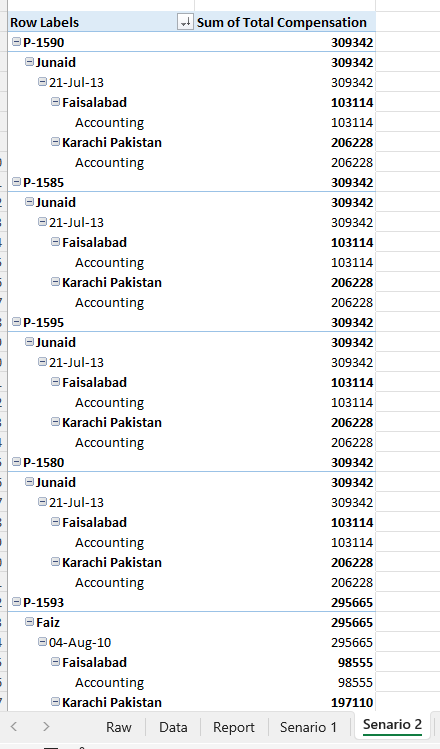 Row Labels Sum of Total Compensation
P-1590 309342
Junaid 309342
21-Jul-13 309342
Faisalabad 103114
Accounting 103114
Karachi Pakistan 206228
Accounting 206228
P-1585 309342
Junaid 309342
21-Jul-13 309342
Faisalabad 103114
Accounting 103114
Karachi Pakistan 206228
Accounting 206228
P-1595 309342
Junaid 309342
21-Jul-13 309342
Faisalabad 103114
Accounting 103114
Karachi Pakistan 206228
Accounting 206228
P-1580 309342
Junaid 309342
21-Jul-13 309342
Faisalabad 103114
Accounting 103114
Karachi Pakistan 206228
Accounting 206228
P-1593 295665
Faiz 295665
04-Aug-10 295665
Faisalabad 98555
Accounting 98555
Karachi Pakistan 197110
Raw Data Report Senario 1 Senario 2